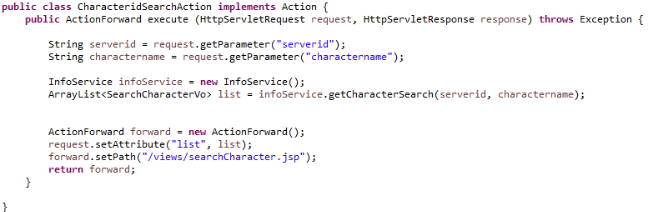 public class CharacteridSearchAction implements Action {
public ActionForward execute (HttpServletRequest request, HttpServletResponse response) throws Exception {
String serverid = request.getParameter("serverid");
String charactername = request.getParameter("charactername");
InfoService infoService = new InfoService();
ArrayList<SearchCharacterVo> list = infoService.getCharacterSearch(serverid, charactername);
ActionForward forward = new ActionForward();
request.setAttribute("list", list);
forward.setPath("/views/searchCharacter.jsp");
return forward;
}
}